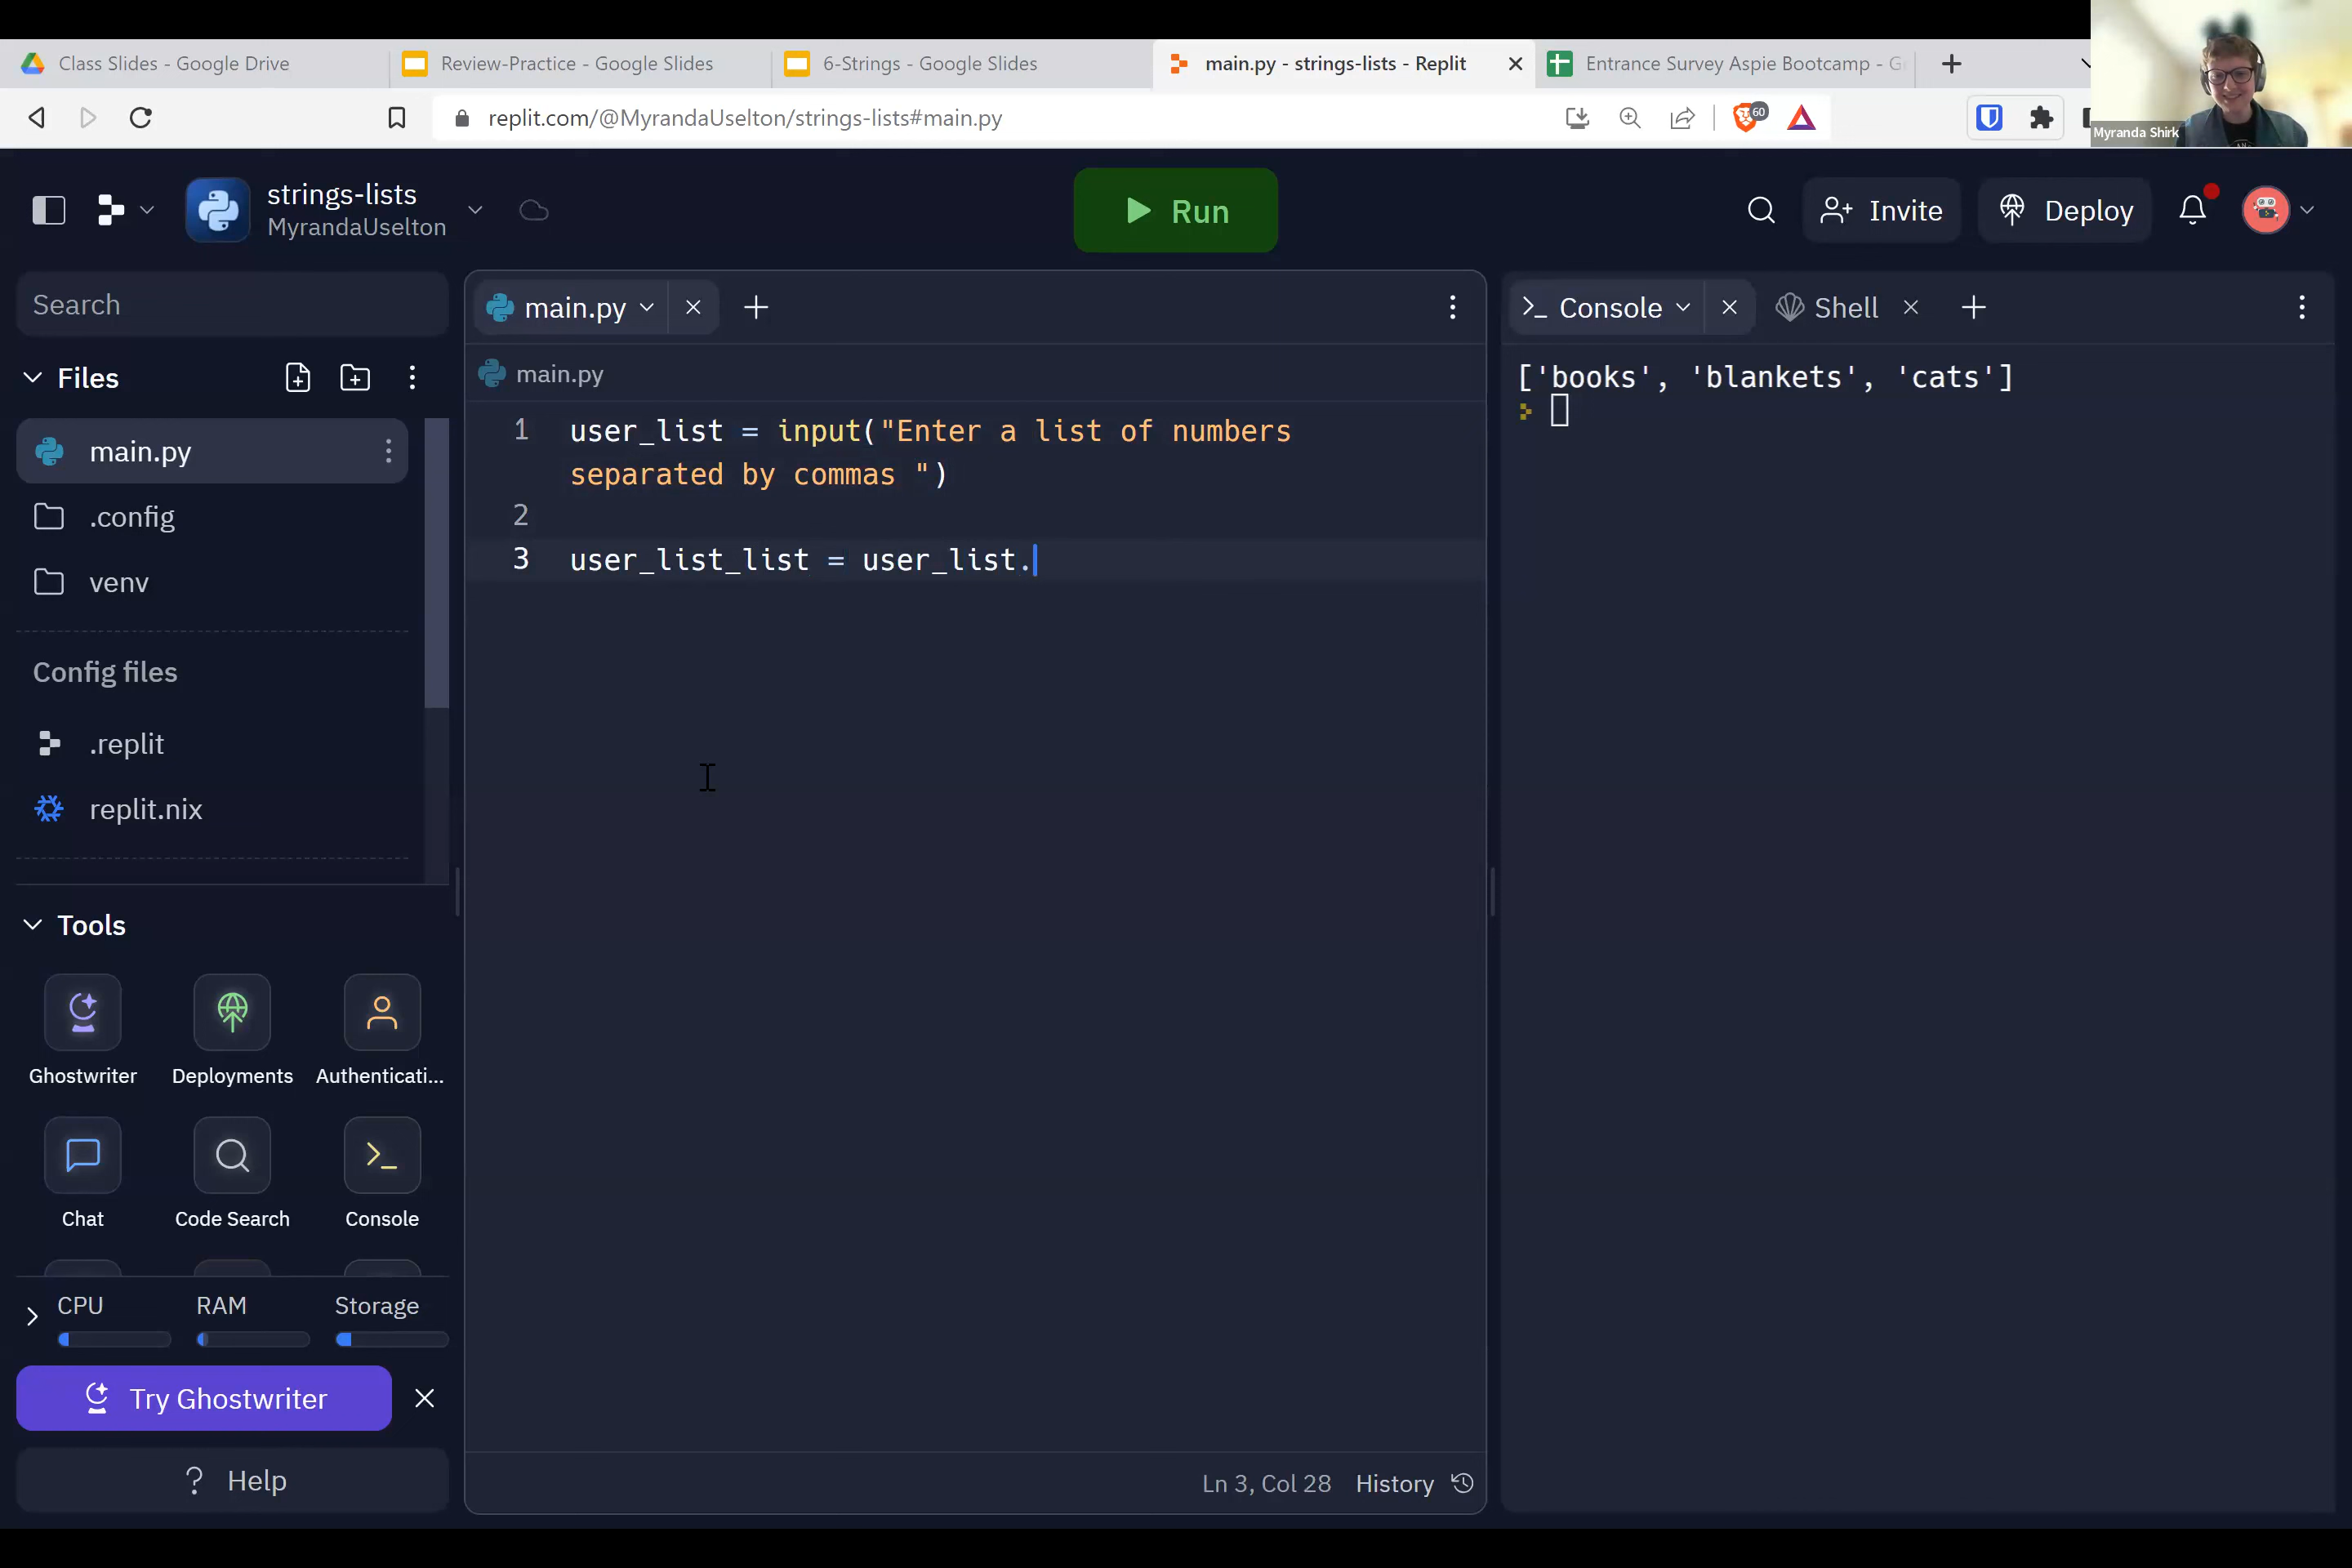 Class Slides - Google Drive
Review-Practice - Google Slides
6-Strings - Google Slides
main.py - strings-lists - Replit
Entrance Survey Aspie Bootcamp - G
replit.com/@MyrandaUselton/strings-lists#main.py
60
Myranda Shirk
strings-lists
MyrandaUselton
Run
Invite
Deploy
Search
Files
main.py
.config
venv
Config files
.replit
replit.nix
Tools
Ghostwriter
Deployments
Authenticati...
Chat
Code Search
Console
CPU
RAM
Storage
Try Ghostwriter
? Help
main.py
main.py
1 user_list = input("Enter a list of numbers
separated by commas ")
2
3 user_list_list = user_list.
Ln 3, Col 28
History
Console
Shell
['books', 'blankets', 'cats']